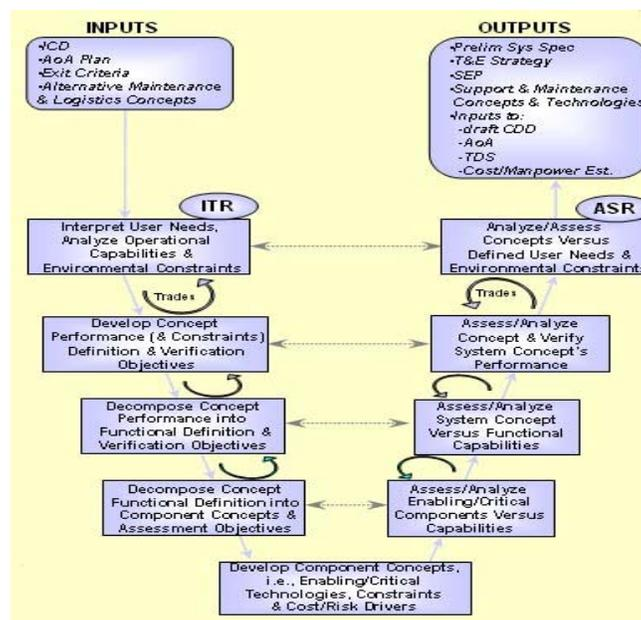 INPUTS
•ICD
•AoA Plan
•Exit Criteria
•Alternative Maintenance
& Logistics Concepts
OUTPUTS
•Prelim Sys Spec
•T&E Strategy
•SEP
•Support & Maintenance
Concepts & Technologies
•Inputs to:
-draft CDD
-AoA
-TDS
-Cost/Manpower Est.
ITR
Interpret User Needs,
Analyze Operational
Capabilities &
Environmental Constraints
ASR
Analyze/Assess
Concepts Versus
Defined User Needs &
Environmental Constraint
Trades
Trades
Develop Concept
Performance (& Constraints)
Definition & Verification
Objectives
Assess/Analyze
Concept & Verify
System Concept's
Performance
Decompose Concept
Performance into
Functional Definition &
Verification Objectives
Assess/Analyze
System Concept
Versus Functional
Capabilities
Decompose Concept
Functional Definition into
Component Concepts &
Assessment Objectives
Assess/Analyze
Enabling/Critical
Components Versus
Capabilities
Develop Component Concepts,
i.e., Enabling/Critical
Technologies, Constraints
& Cost/Risk Drivers